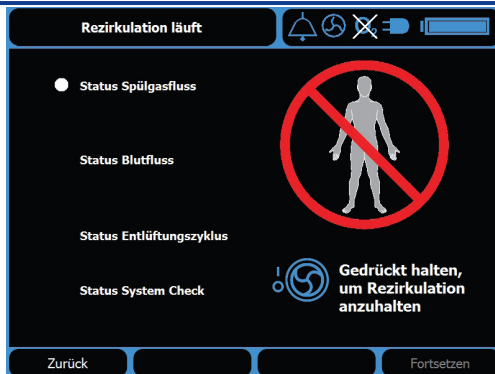 Rezirkulation läuft
Status Spülgasfluss
Status Blutfluss
Status Entlüftungszyklus
Status System Check
I
O
Gedrückt halten,
um Rezirkulation
anzuhalten
Zurück
Fortsetzen